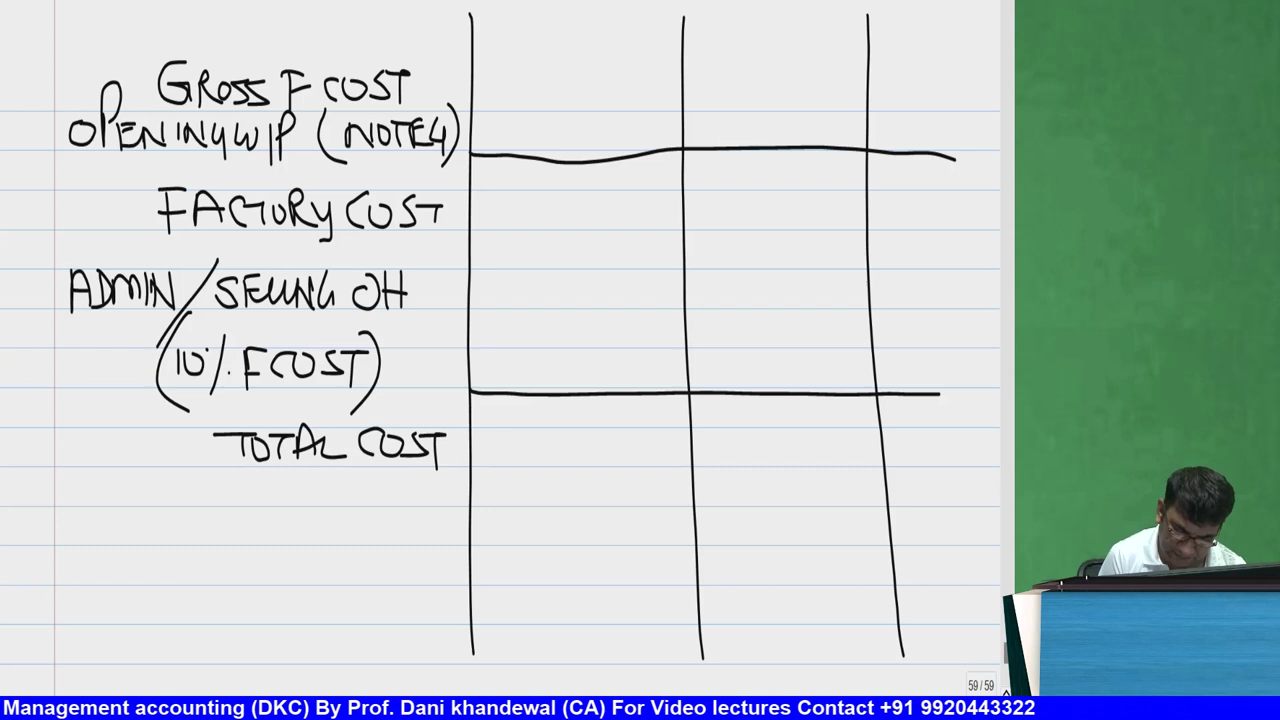 GROSS F COST
OPENING W/P (NOTE4)
FACTORY COST
ADMIN/SELLING OH
(10%. F COST)
TOTAL COST
59/59
Management accounting (DKC) By Prof. Dani khandewal (CA) For Video lectures Contact +91 9920443322